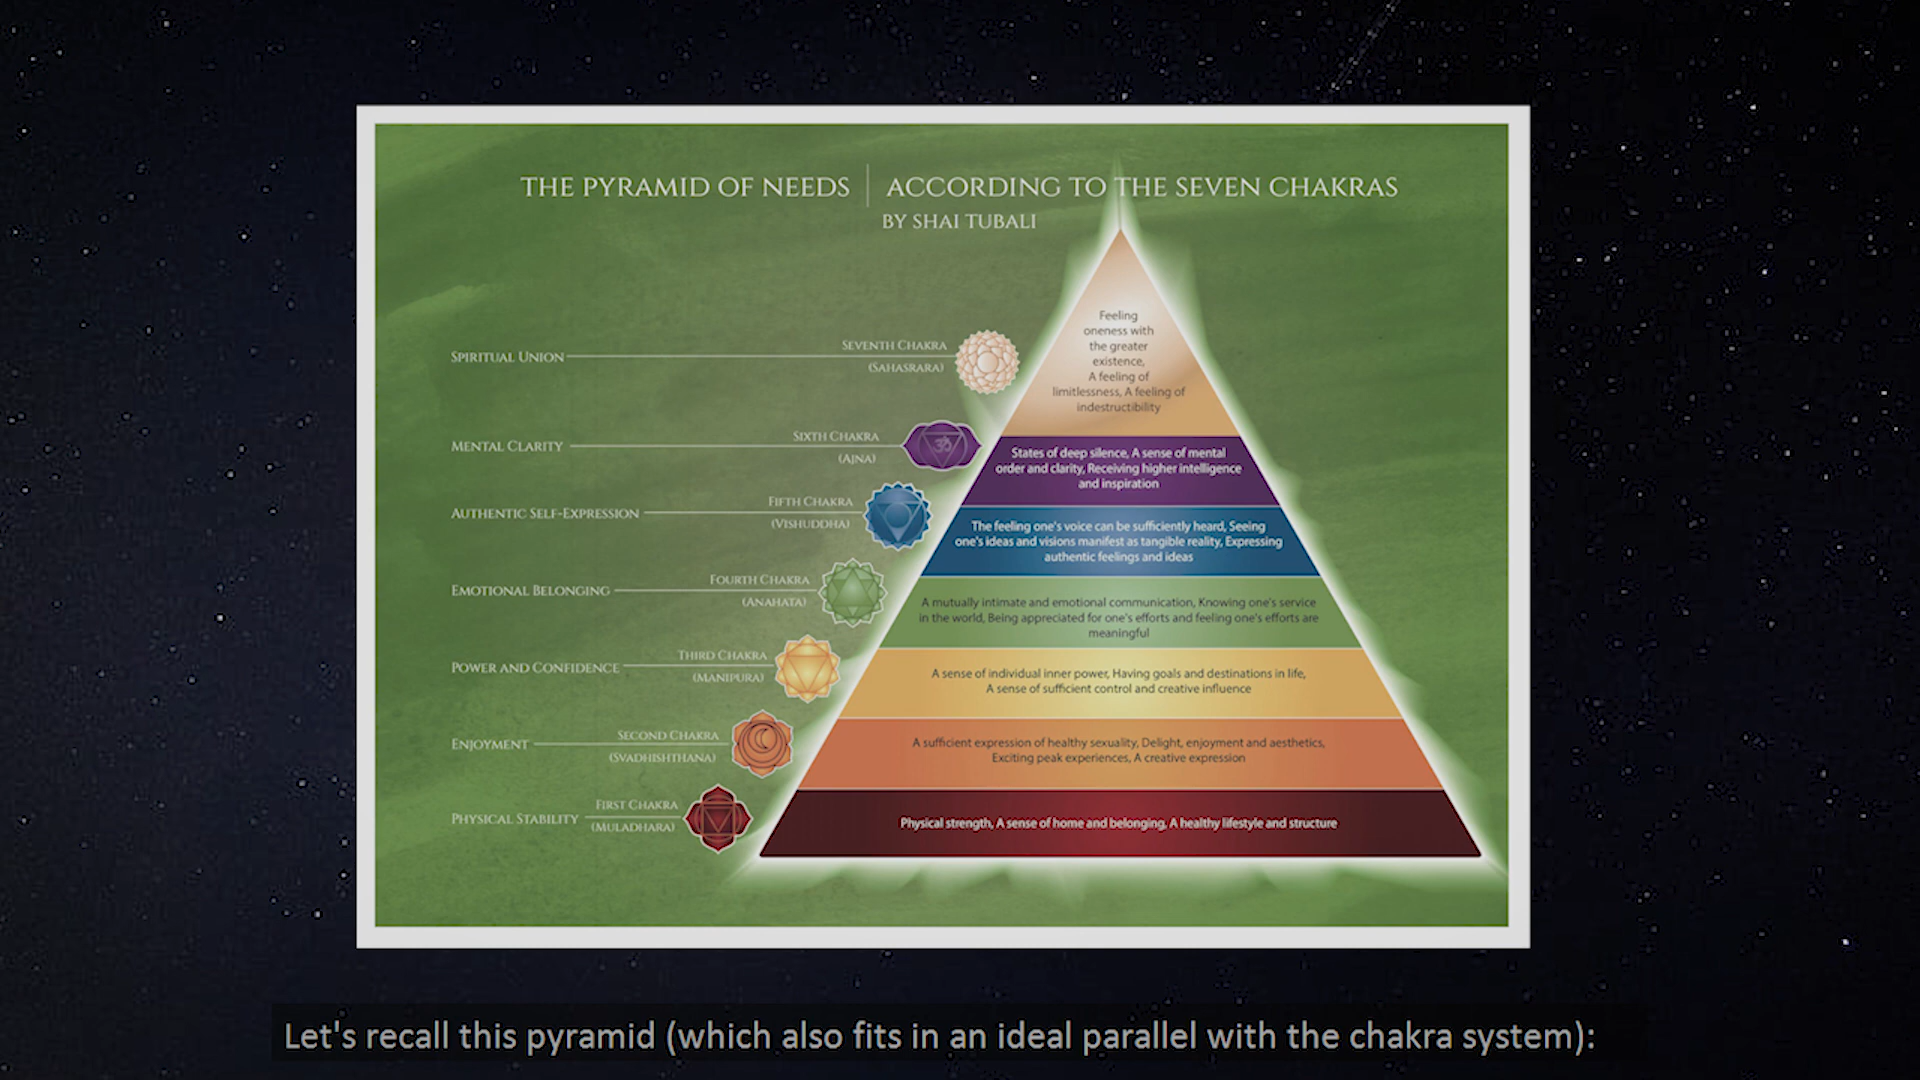 THE PYRAMID OF NEEDS | ACCORDING TO THE SEVEN CHAKRAS
BY SHAI TUBALI
Feeling
oneness with
the greater
existence,
A feeling of
limitlessness, A feeling of
indestructibility
SPIRITUAL UNION
SEVENTH CHAKRA
(SAHASRARA)
MENTAL CLARITY
SIXTH CHAKRA
(AJNA)
States of deep silence, A sense of mental
order and clarity, Receiving higher intelligence
and inspiration
AUTHENTIC SELF-EXPRESSION
FIFTH CHAKRA
(VISHUDDHA)
The feeling one's voice can be sufficiently heard, Seeing
one's ideas and visions manifest as tangible reality, Expressing
authentic feelings and ideas
EMOTIONAL BELONGING
FOURTH CHAKRA
(ANAHATA)
A mutually intimate and emotional communication, Knowing one's service
in the world, Being appreciated for one's efforts and feeling one's efforts are
meaningful
POWER AND CONFIDENCE
THIRD CHAKRA
(MANIPURA)
A sense of individual inner power, Having goals and destinations in life,
A sense of sufficient control and creative influence
ENJOYMENT
SECOND CHAKRA
(SVADHISHTHANA)
A sufficient expression of healthy sexuality, Delight, enjoyment and aesthetics,
Exciting peak experiences, A creative expression
PHYSICAL STABILITY
FIRST CHAKRA
(MULADHARA)
Physical strength, A sense of home and belonging, A healthy lifestyle and structure
Let's recall this pyramid (which also fits in an ideal parallel with the chakra system):